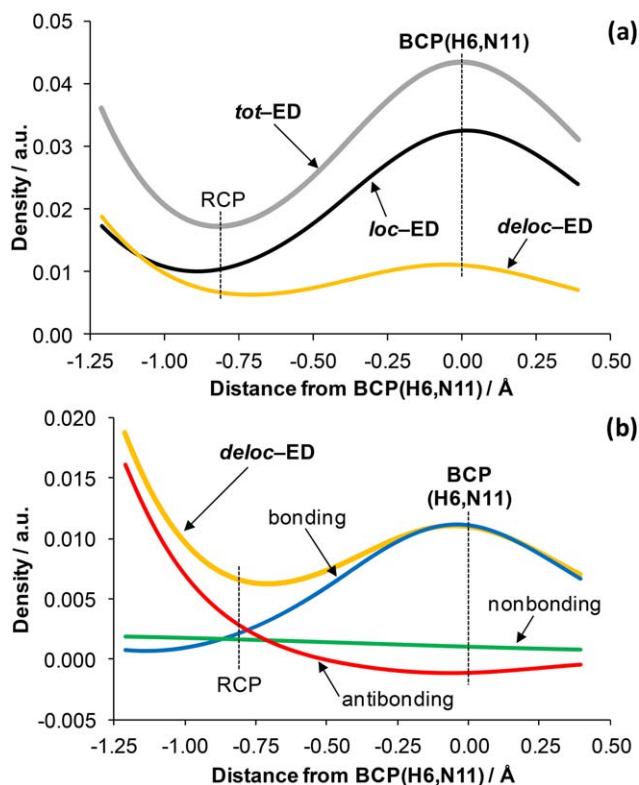 (a)
BCP(H6,N11)
tot–ED
RCP
loc–ED
deloc–ED
Density / a.u.
0.05
0.04
0.03
0.02
0.01
0.00
-1.25 -1.00 -0.75 -0.50 -0.25 0.00 0.25 0.50
Distance from BCP(H6,N11) / Å
(b)
deloc–ED
BCP
(H6,N11)
bonding
nonbonding
RCP
antibonding
Density / a.u.
0.020
0.015
0.010
0.005
0.000
-0.005
-1.25 -1.00 -0.75 -0.50 -0.25 0.00 0.25 0.50
Distance from BCP(H6,N11) / Å